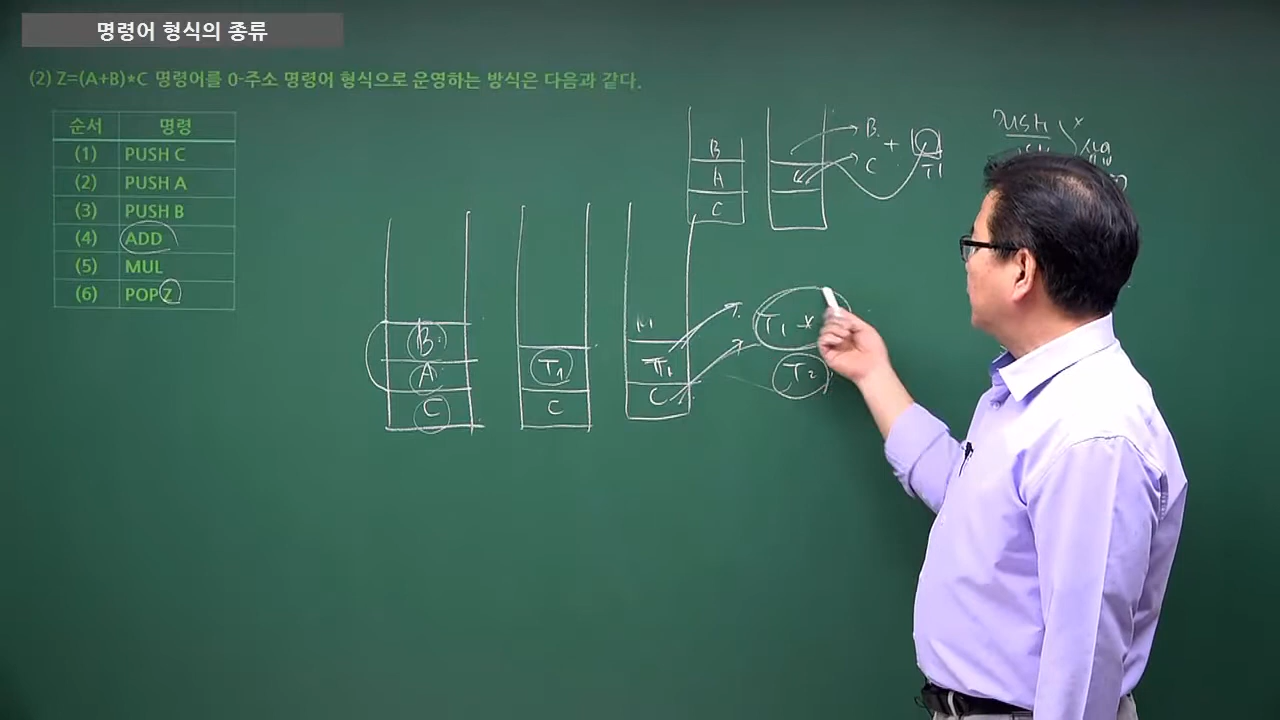 명령어 형식의 종류
(2) Z=(A+B)*C 명령어를 0-주소 명령어 형식으로 운영하는 방식은 다음과 같다.
순서 명령
(1) PUSH C
(2) PUSH A
(3) PUSH B
(4) ADD
(5) MUL
(6) POP Z
B
A
C
B
C
+
T1
PUSH
B
A
C
T1
C
M
T1
C
T1 *
T2